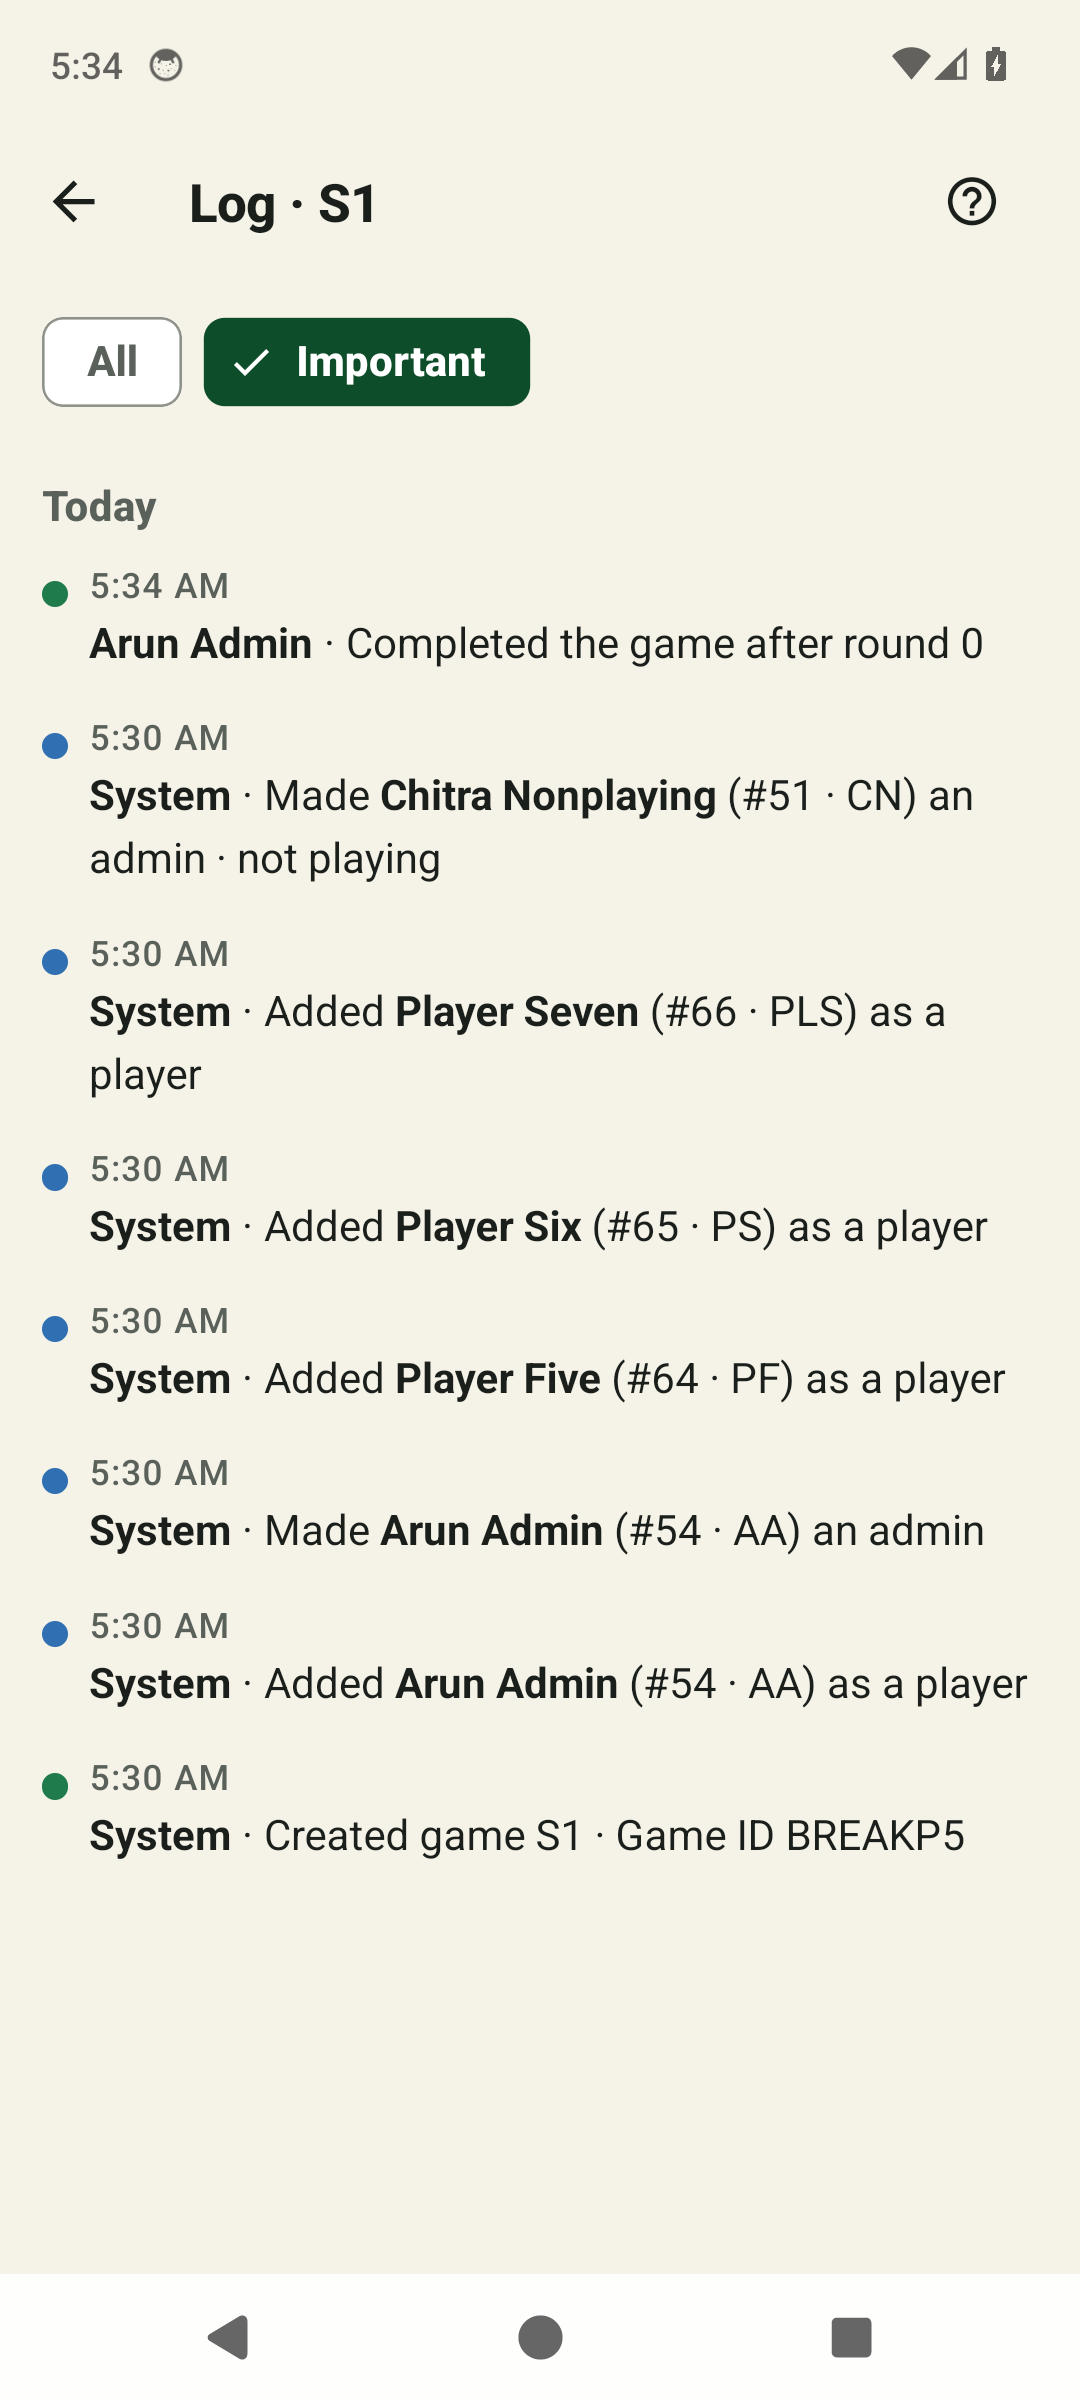 5:34
Log · S1
All
Important
Today
5:34 AM
Arun Admin · Completed the game after round 0
5:30 AM
System · Made Chitra Nonplaying (#51 · CN) an
admin · not playing
5:30 AM
System · Added Player Seven (#66 · PLS) as a
player
5:30 AM
System · Added Player Six (#65 · PS) as a player
5:30 AM
System · Added Player Five (#64 · PF) as a player
5:30 AM
System · Made Arun Admin (#54 · AA) an admin
5:30 AM
System · Added Arun Admin (#54 · AA) as a player
5:30 AM
System · Created game S1 · Game ID BREAKP5